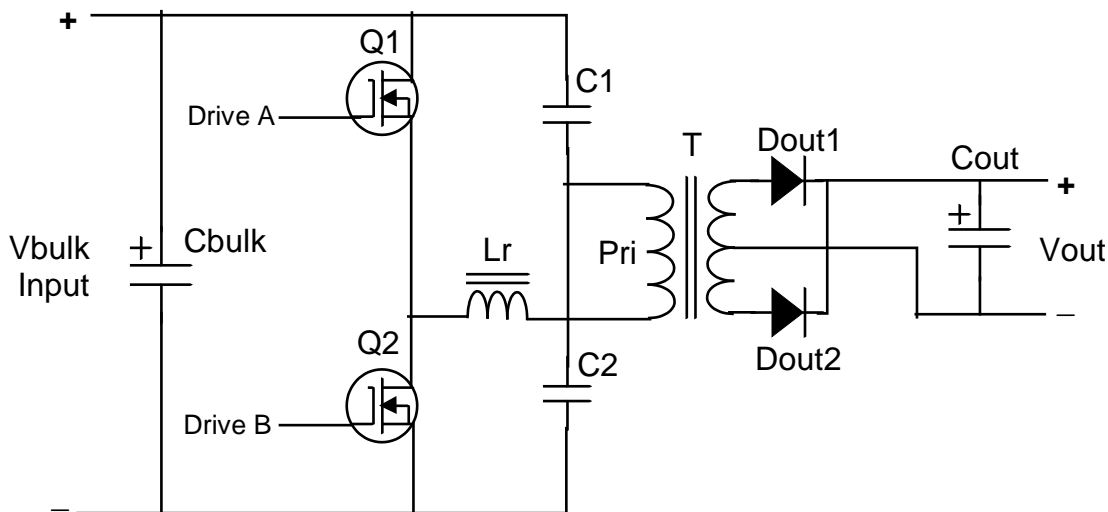 +
Q1
C1
Drive A
T
Dout1
Cout
+
+
Vbulk
Input
+
Cbulk
Lr
Pri
Vout
Q2
C2
Dout2
–
Drive B
–